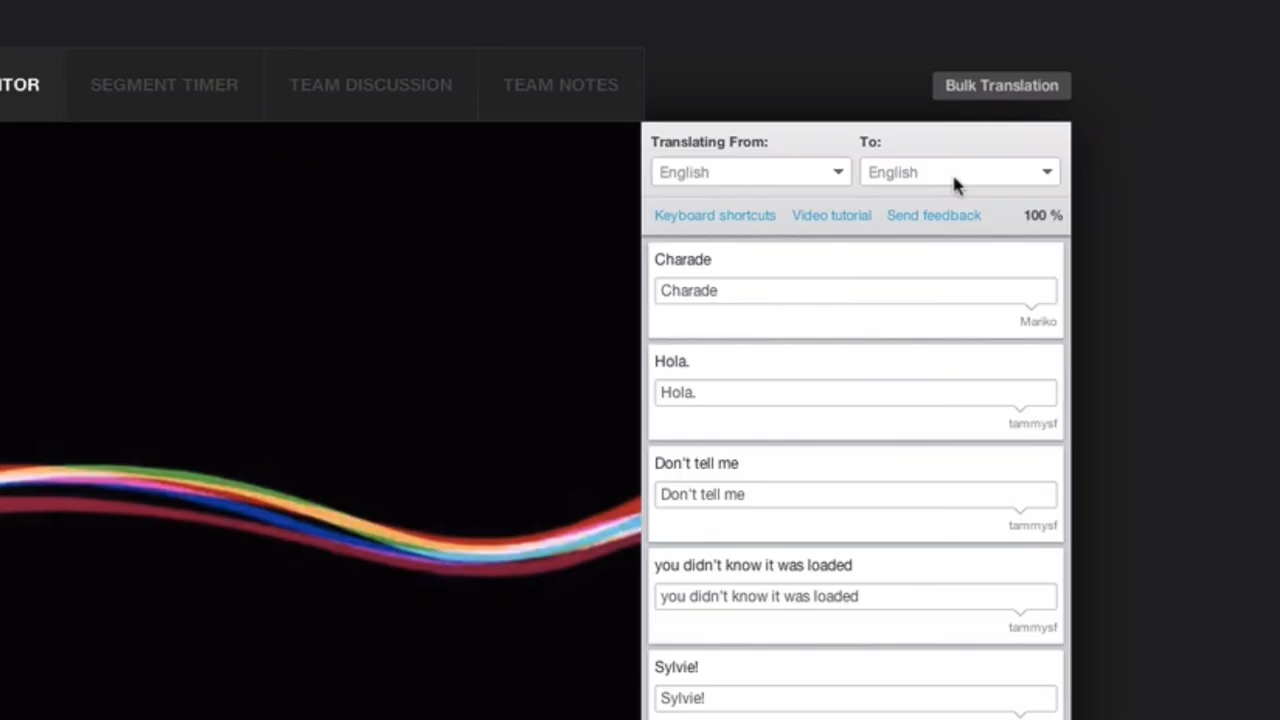 ITOR SEGMENT TIMER TEAM DISCUSSION TEAM NOTES
Bulk Translation
Translating From: To:
English English
Keyboard shortcuts Video tutorial Send feedback 100 %
Charade
Charade
Mariko
Hola.
Hola.
tammysf
Don't tell me
Don't tell me
tammysf
you didn't know it was loaded
you didn't know it was loaded
tammysf
Sylvie!
Sylvie!